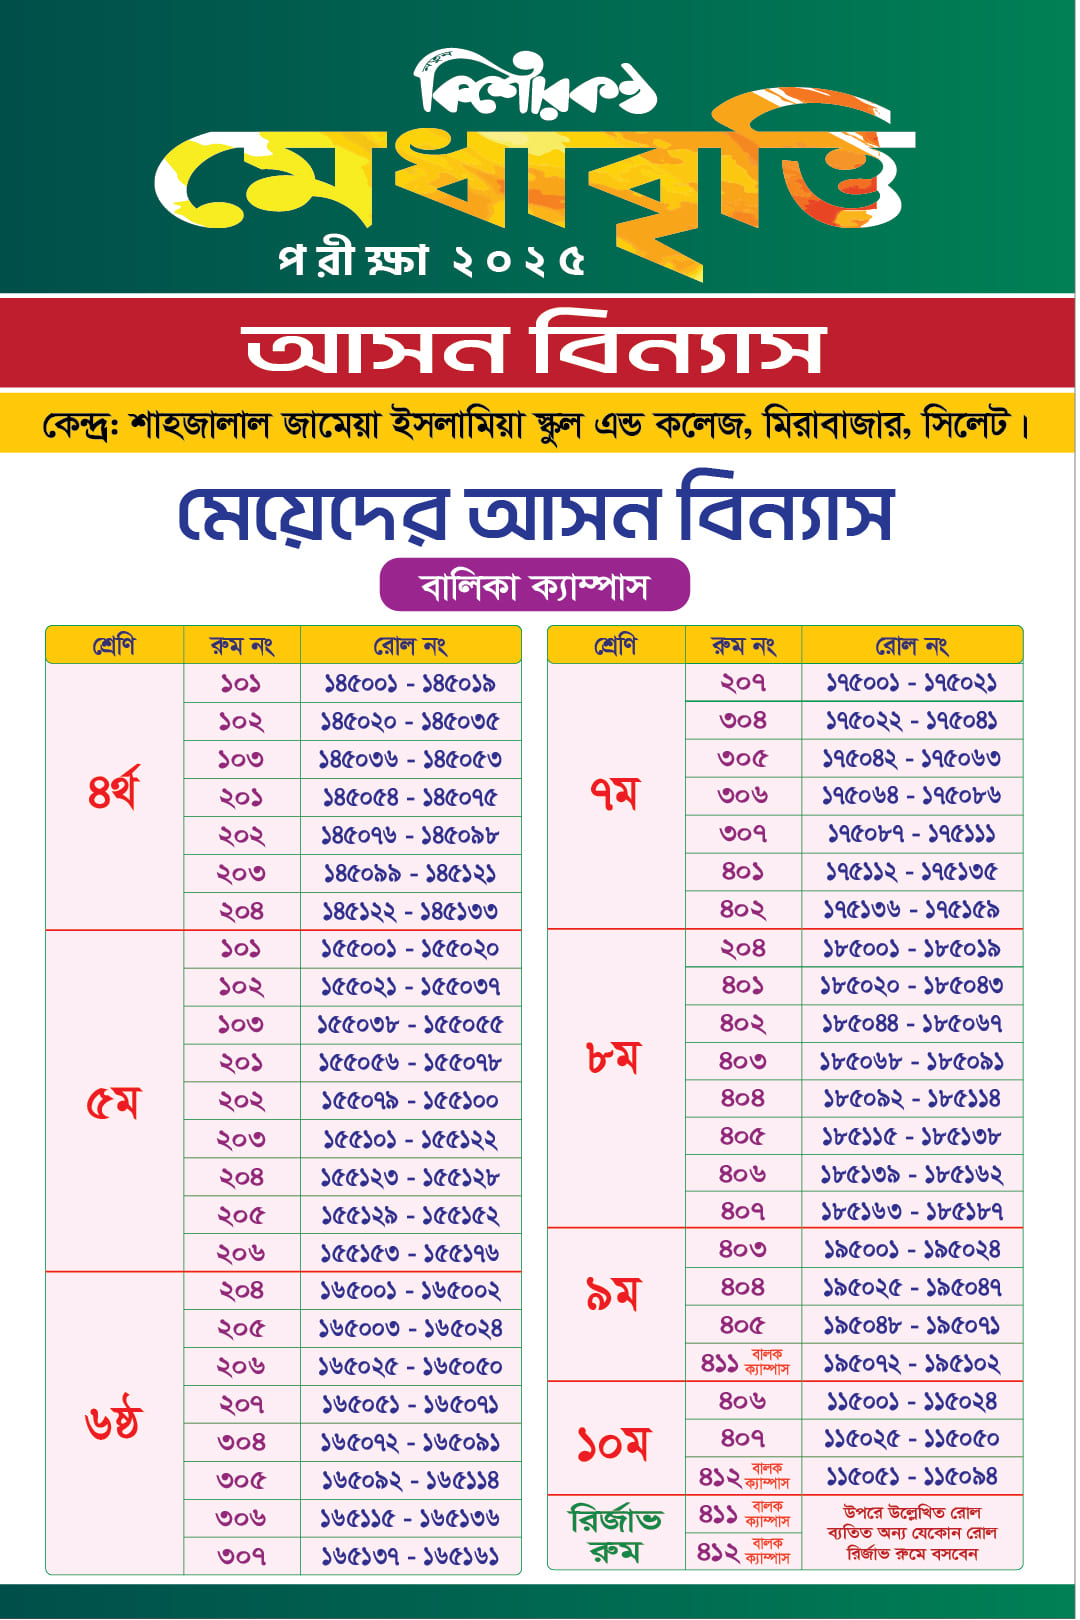 নতুন
কিশোরকণ্ঠ
মেধাবৃত্তি
পরীক্ষা ২০২৫
আসন বিন্যাস
কেন্দ্র: শাহজালাল জামেয়া ইসলামিয়া স্কুল এন্ড কলেজ, মিরাবাজার, সিলেট।
মেয়েদের আসন বিন্যাস
বালিকা ক্যাম্পাস
শ্রেণি রুম নং রোল নং
৪র্থ
১০১ ১৪৫০০১ - ১৪৫০১৯
১০২ ১৪৫০২০ - ১৪৫০৩৫
১০৩ ১৪৫০৩৬ - ১৪৫০৫৩
২০১ ১৪৫০৫৪ - ১৪৫০৭৫
২০২ ১৪৫০৭৬ - ১৪৫০৯৮
২০৩ ১৪৫০৯৯ - ১৪৫১২১
২০৪ ১৪৫১২২ - ১৪৫১৩৩
৫ম
১০১ ১৫৫০০১ - ১৫৫০২০
১০২ ১৫৫০২১ - ১৫৫০৩৭
১০৩ ১৫৫০৩৮ - ১৫৫০৫৫
২০১ ১৫৫০৫৬ - ১৫৫০৭৮
২০২ ১৫৫০৭৯ - ১৫৫১০০
২০৩ ১৫৫১০১ - ১৫৫১২২
২০৪ ১৫৫১২৩ - ১৫৫১২৮
২০৫ ১৫৫১২৯ - ১৫৫১৫২
২০৬ ১৫৫১৫৩ - ১৫৫১৭৬
৬ষ্ঠ
২০৪ ১৬৫০০১ - ১৬৫০০২
২০৫ ১৬৫০০৩ - ১৬৫০২৪
২০৬ ১৬৫০২৫ - ১৬৫০৫০
২০৭ ১৬৫০৫১ - ১৬৫০৭১
৩০৪ ১৬৫০৭২ - ১৬৫০৯১
৩০৫ ১৬৫০৯২ - ১৬৫১১৪
৩০৬ ১৬৫১১৫ - ১৬৫১৩৬
৩০৭ ১৬৫১৩৭ - ১৬৫১৬১
শ্রেণি রুম নং রোল নং
৭ম
২০৭ ১৭৫০০১ - ১৭৫০২১
৩০৪ ১৭৫০২২ - ১৭৫০৪১
৩০৫ ১৭৫০৪২ - ১৭৫০৬৩
৩০৬ ১৭৫০৬৪ - ১৭৫০৮৬
৩০৭ ১৭৫০৮৭ - ১৭৫১১১
৪০১ ১৭৫১১২ - ১৭৫১৩৫
৪০২ ১৭৫১৩৬ - ১৭৫১৫৯
৮ম
২০৪ ১৮৫০০১ - ১৮৫০১৯
৪০১ ১৮৫০২০ - ১৮৫০৪৩
৪০২ ১৮৫০৪৪ - ১৮৫০৬৭
৪০৩ ১৮৫০৬৮ - ১৮৫০৯১
৪০৪ ১৮৫০৯২ - ১৮৫১১৪
৪০৫ ১৮৫১১৫ - ১৮৫১৩৮
৪০৬ ১৮৫১৩৯ - ১৮৫১৬২
৪০৭ ১৮৫১৬৩ - ১৮৫১৮৭
৯ম
৪০৩ ১৯৫০০১ - ১৯৫০২৪
৪০৪ ১৯৫০২৫ - ১৯৫০৪৭
৪০৫ ১৯৫০৪৮ - ১৯৫০৭১
৪১১ বালক ক্যাম্পাস ১৯৫০৭২ - ১৯৫১০২
১০ম
৪০৬ ১১৫০০১ - ১১৫০২৪
৪০৭ ১১৫০২৫ - ১১৫০৫০
৪১২ বালক ক্যাম্পাস ১১৫০৫১ - ১১৫০৯৪
রির্জাভ
রুম
৪১১ বালক ক্যাম্পাস
৪১২ বালক ক্যাম্পাস
উপরে উল্লেখিত রোল
ব্যতিত অন্য যেকোন রোল
রির্জাভ রুমে বসবেন